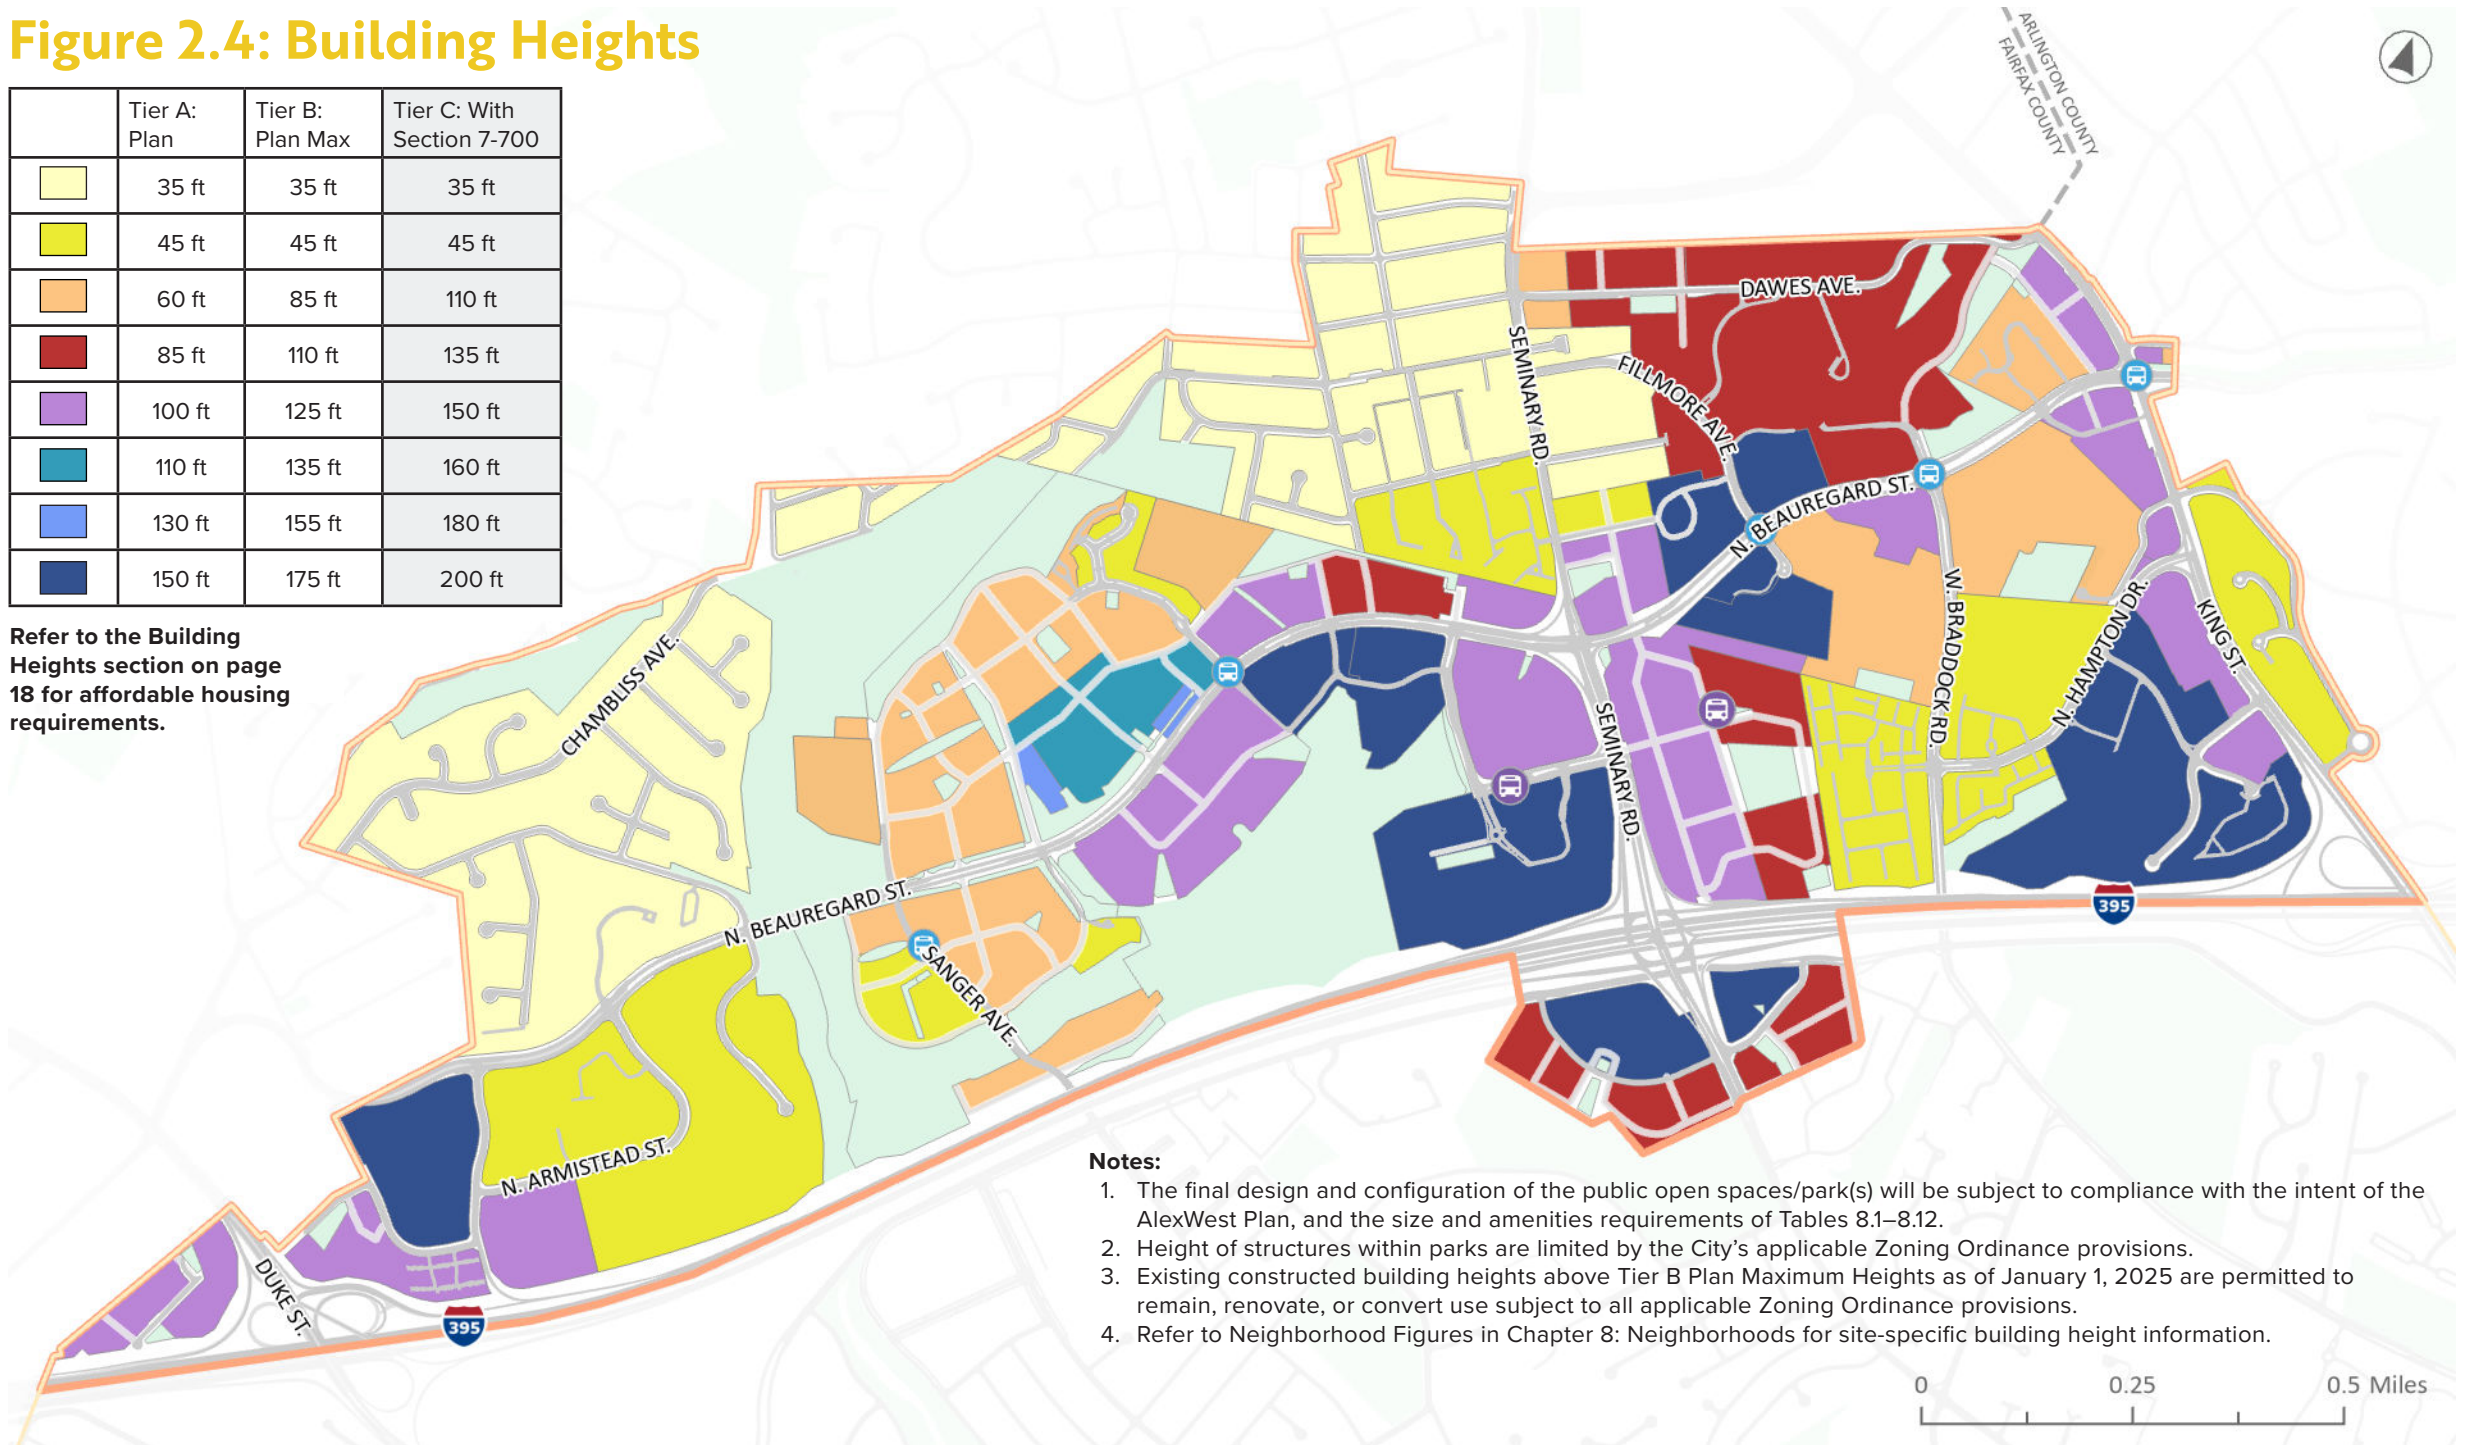 Figure 2.4: Building Heights
Tier A: Plan
Tier B: Plan Max
Tier C: With Section 7-700
35 ft 35 ft 35 ft
45 ft 45 ft 45 ft
60 ft 85 ft 110 ft
85 ft 110 ft 135 ft
100 ft 125 ft 150 ft
110 ft 135 ft 160 ft
130 ft 155 ft 180 ft
150 ft 175 ft 200 ft
Refer to the Building
Heights section on page
18 for affordable housing
requirements.
ARLINGTON COUNTY
FAIRFAX COUNTY
DAWES AVE.
SEMINARY RD.
FILLMORE AVE.
N. BEAUREGARD ST.
W. BRADDOCK RD.
N. HAMPTON DR.
KING ST.
CHAMBLISS AVE.
SEMINARY RD.
N. BEAUREGARD ST.
SANGER AVE.
395
N. ARMISTEAD ST.
DUKE ST.
395
Notes:
1. The final design and configuration of the public open spaces/park(s) will be subject to compliance with the intent of the
AlexWest Plan, and the size and amenities requirements of Tables 8.1–8.12.
2. Height of structures within parks are limited by the City's applicable Zoning Ordinance provisions.
3. Existing constructed building heights above Tier B Plan Maximum Heights as of January 1, 2025 are permitted to
remain, renovate, or convert use subject to all applicable Zoning Ordinance provisions.
4. Refer to Neighborhood Figures in Chapter 8: Neighborhoods for site-specific building height information.
0 0.25 0.5 Miles